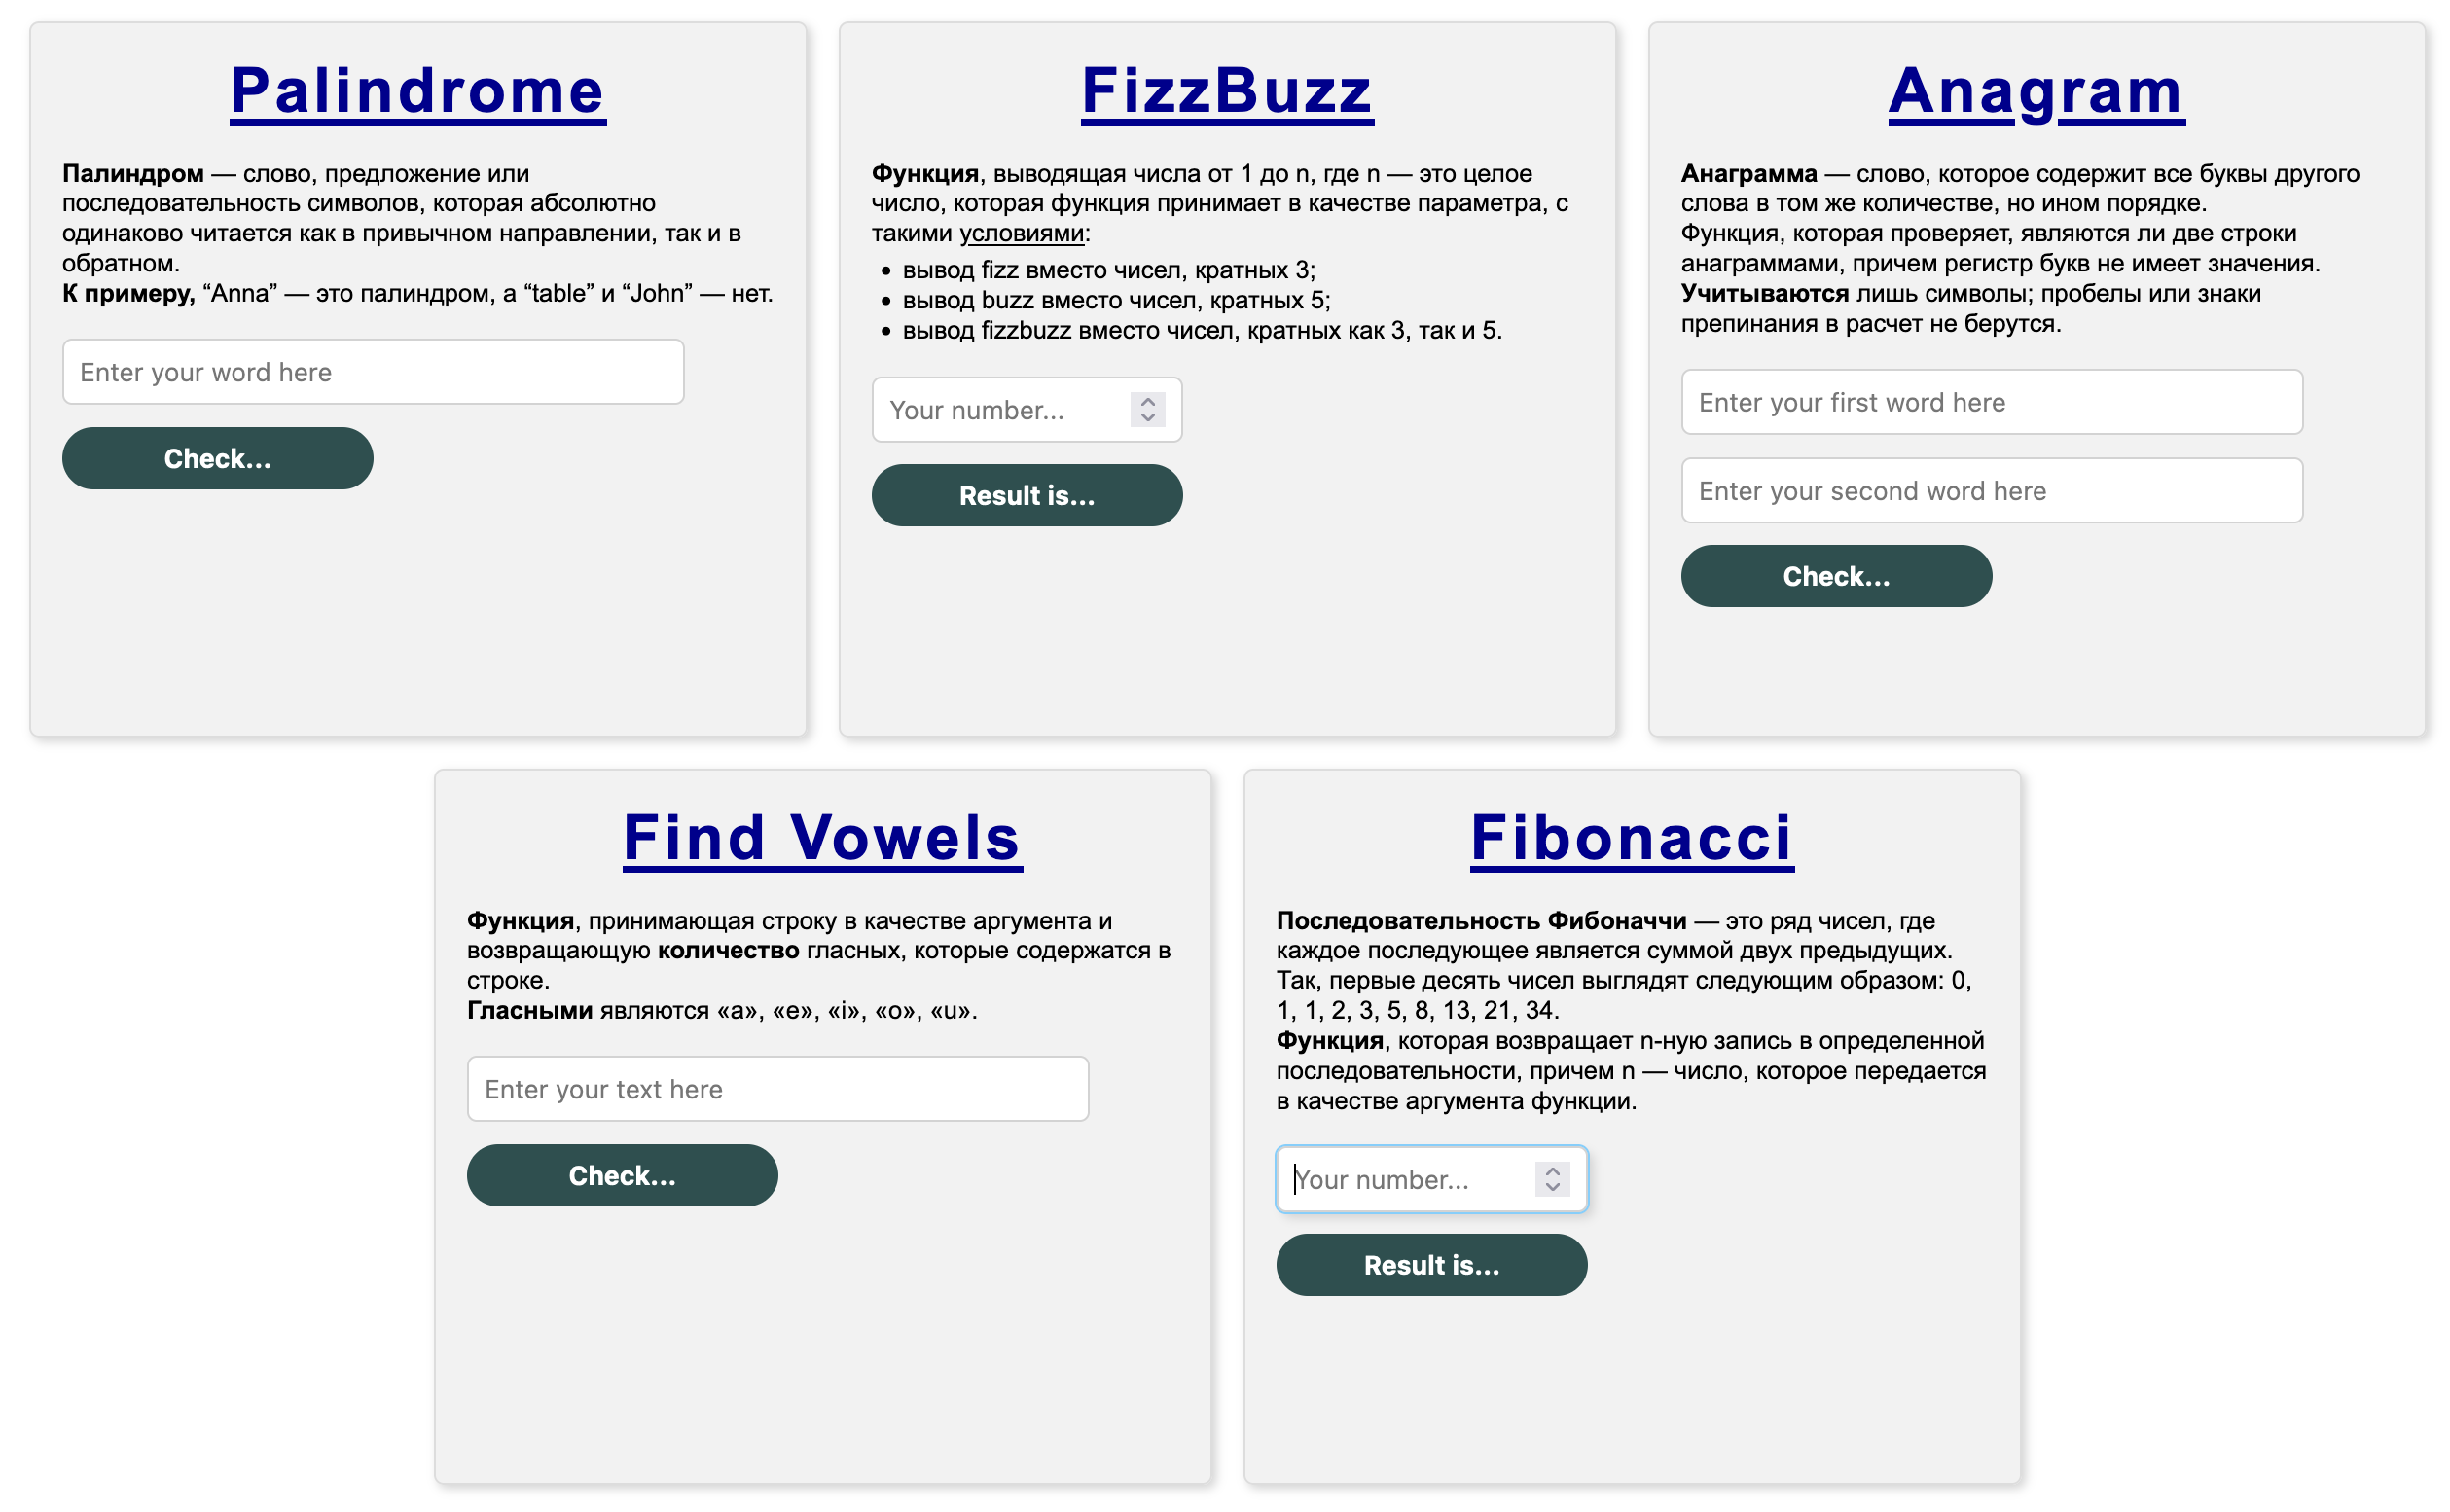 Palindrome
Палиндром — слово, предложение или
последовательность символов, которая абсолютно
одинаково читается как в привычном направлении, так и в
обратном.
К примеру, “Anna” — это палиндром, а “table” и “John” — нет.
Enter your word here
Check...
FizzBuzz
Функция, выводящая числа от 1 до n, где n — это целое
число, которая функция принимает в качестве параметра, с
такими условиями:
• вывод fizz вместо чисел, кратных 3;
• вывод buzz вместо чисел, кратных 5;
• вывод fizzbuzz вместо чисел, кратных как 3, так и 5.
Your number...
Result is...
Anagram
Анаграмма — слово, которое содержит все буквы другого
слова в том же количестве, но ином порядке.
Функция, которая проверяет, являются ли две строки
анаграммами, причем регистр букв не имеет значения.
Учитываются лишь символы; пробелы или знаки
препинания в расчет не берутся.
Enter your first word here
Enter your second word here
Check...
Find Vowels
Функция, принимающая строку в качестве аргумента и
возвращающую количество гласных, которые содержатся в
строке.
Гласными являются «a», «e», «i», «o», «u».
Enter your text here
Check...
Fibonacci
Последовательность Фибоначчи — это ряд чисел, где
каждое последующее является суммой двух предыдущих.
Так, первые десять чисел выглядят следующим образом: 0,
1, 1, 2, 3, 5, 8, 13, 21, 34.
Функция, которая возвращает n-ную запись в определенной
последовательности, причем n — число, которое передается
в качестве аргумента функции.
Your number...
Result is...